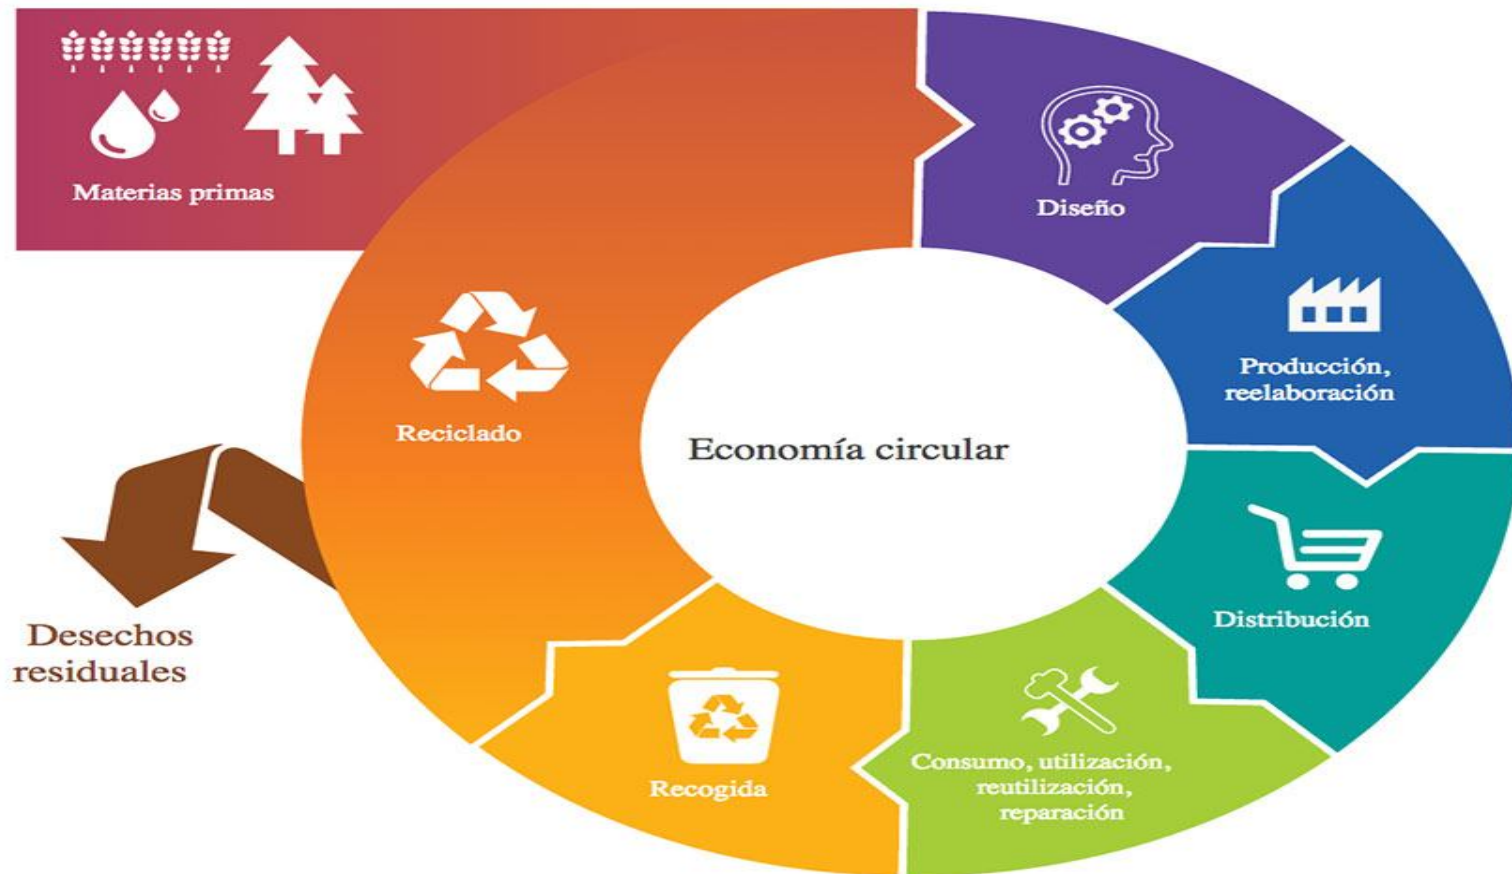 Materias primas
Diseño
Producción,
reelaboración
Distribución
Consumo, utilización,
reutilización,
reparación
Recogida
Reciclado
Desechos
residuales
Economía circular